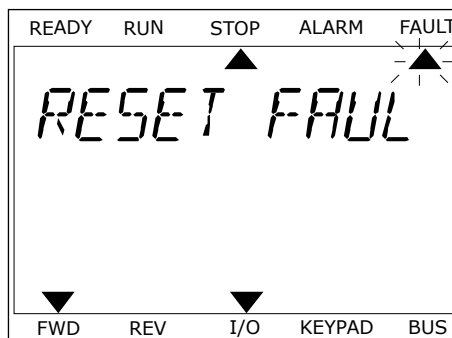 READY RUN STOP ALARM FAULT
RESET FAUL
FWD REV I/O KEYPAD BUS